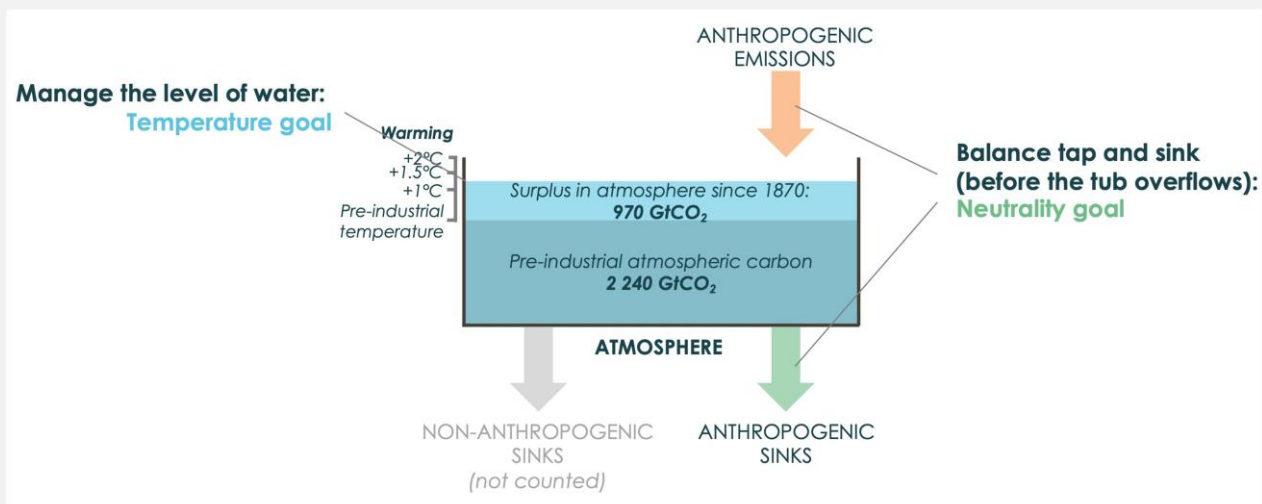 ANTHROPOGENIC
EMISSIONS
Manage the level of water:
Temperature goal
Warming
+2°C
+1.5°C
+1°C
Pre-industrial
temperature
Surplus in atmosphere since 1870:
970 GtCO₂
Pre-industrial atmospheric carbon
2 240 GtCO₂
Balance tap and sink
(before the tub overflows):
Neutrality goal
ATMOSPHERE
NON-ANTHROPOGENIC
SINKS
(not counted)
ANTHROPOGENIC
SINKS